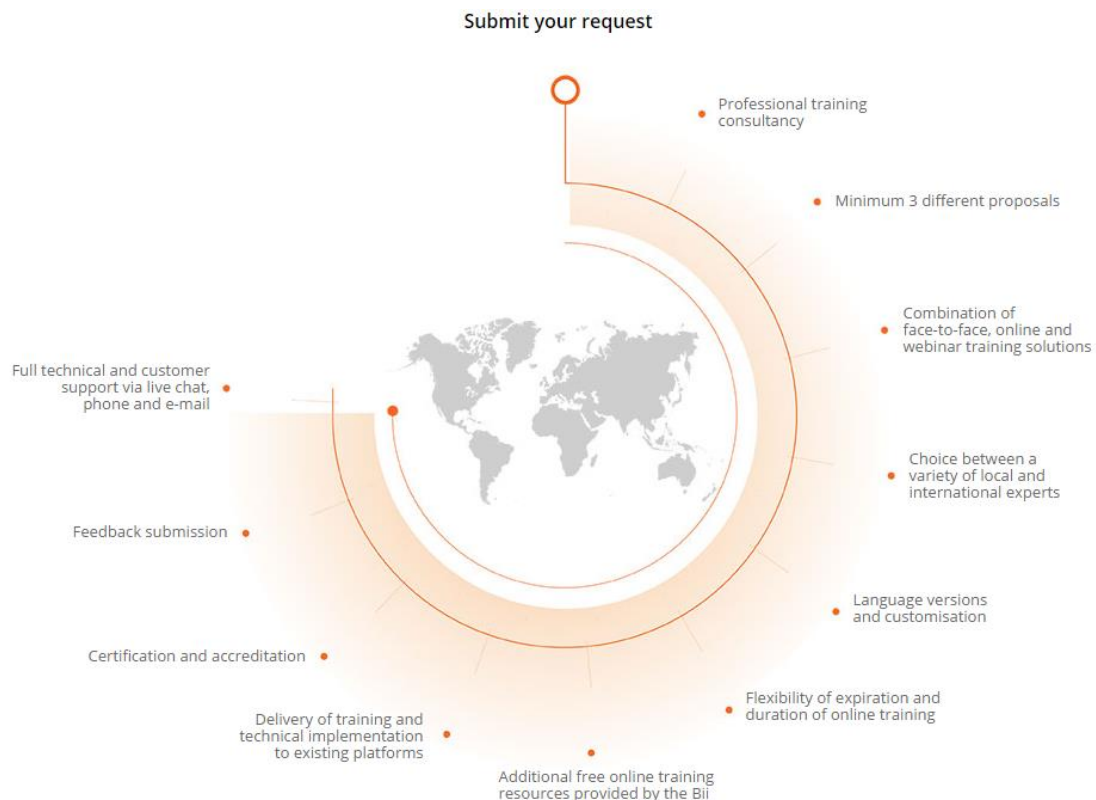 Submit your request
Professional training
consultancy
Minimum 3 different proposals
Combination of
face-to-face, online and
webinar training solutions
Choice between a
variety of local and
international experts
Language versions
and customisation
Flexibility of expiration and
duration of online training
Additional free online training
resources provided by the Bii
Delivery of training and
technical implementation
to existing platforms
Certification and accreditation
Feedback submission
Full technical and customer
support via live chat,
phone and e-mail